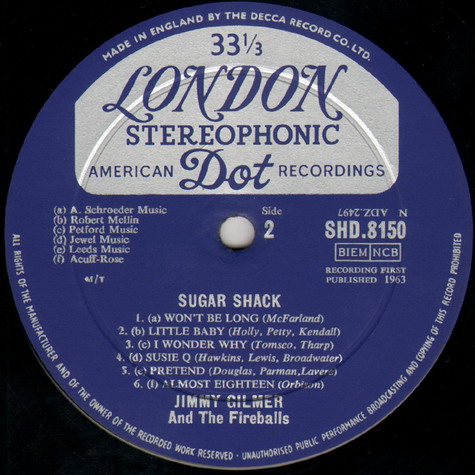 MADE IN ENGLAND BY THE DECCA RECORD CO. LTD.
33 1/3
LONDON
STEREOPHONIC
AMERICAN Dot RECORDINGS
(a) A. Schroeder Music
(b) Robert Mellin
(c) Petford Music
(d) Jewel Music
(e) Leeds Music
(f) Acuff-Rose
M/T
Side
2
N ADZ.2497
SHD.8150
BIEM NCB
RECORDING FIRST
PUBLISHED 1963
SUGAR SHACK
1. (a) WON'T BE LONG (McFarland)
2. (b) LITTLE BABY (Holly, Petty, Kendall)
3. (c) I WONDER WHY (Tomsco, Tharp)
4. (d) SUSIE Q (Hawkins, Lewis, Broadwater)
5. (e) PRETEND (Douglas, Parman, Lavere)
6. (f) ALMOST EIGHTEEN (Orbison)
JIMMY GILMER
And The Fireballs
ALL RIGHTS OF THE MANUFACTURER AND OF THE OWNER OF THE RECORDED WORK RESERVED · UNAUTHORISED PUBLIC PERFORMANCE BROADCASTING AND COPYING OF THIS RECORD PROHIBITED